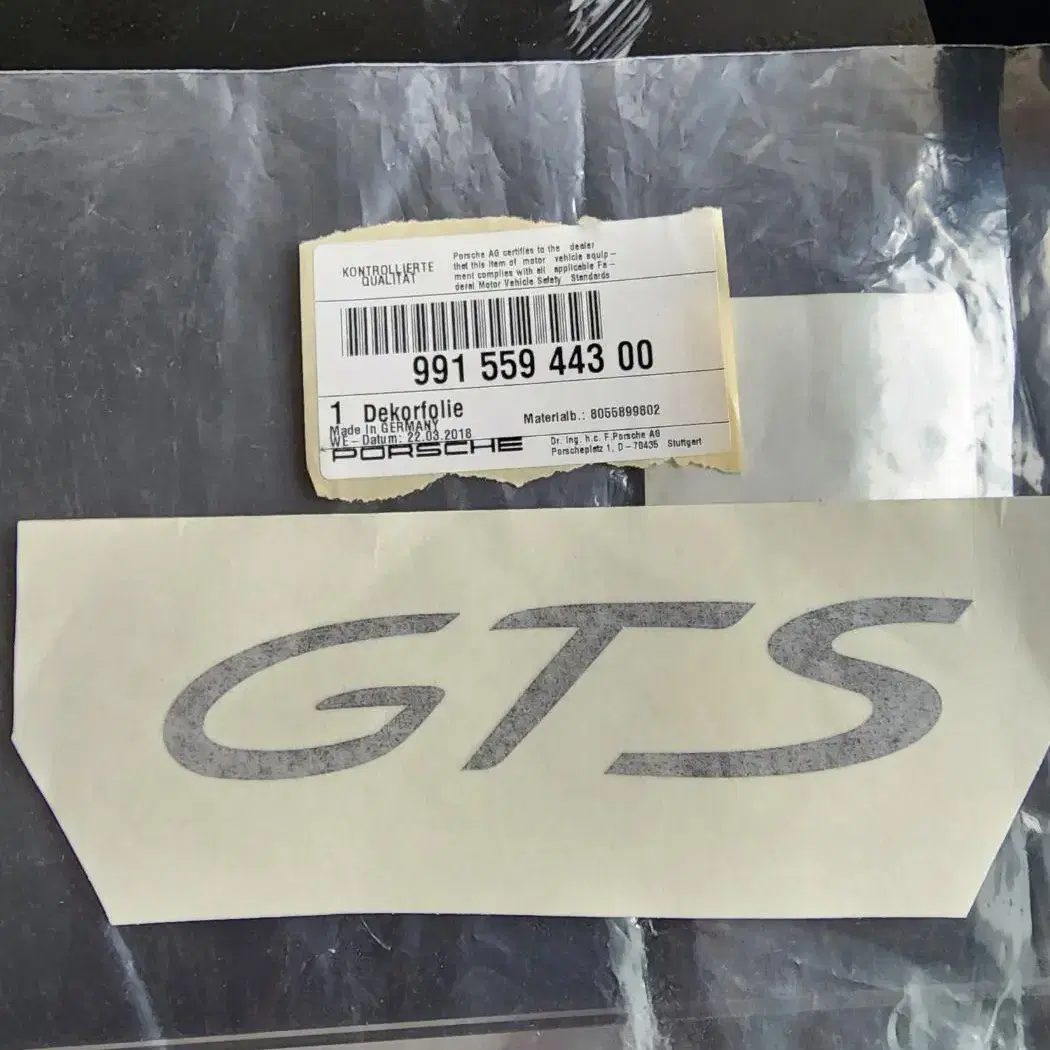 KONTROLLIERTE
QUALITÄT
Porsche AG certifies to the dealer
that this item of motor vehicle equip-
ment complies with all applicable Fe-
deral Motor Vehicle Safety Standards
991 559 443 00
1 Dekorfolie
Made in GERMANY
Materialb.: 8055899802
WE-Datum: 22.03.2018
PORSCHE
Dr. Ing. h.c. F.Porsche AG
Porscheplatz 1, D-70435 Stuttgart
GTS